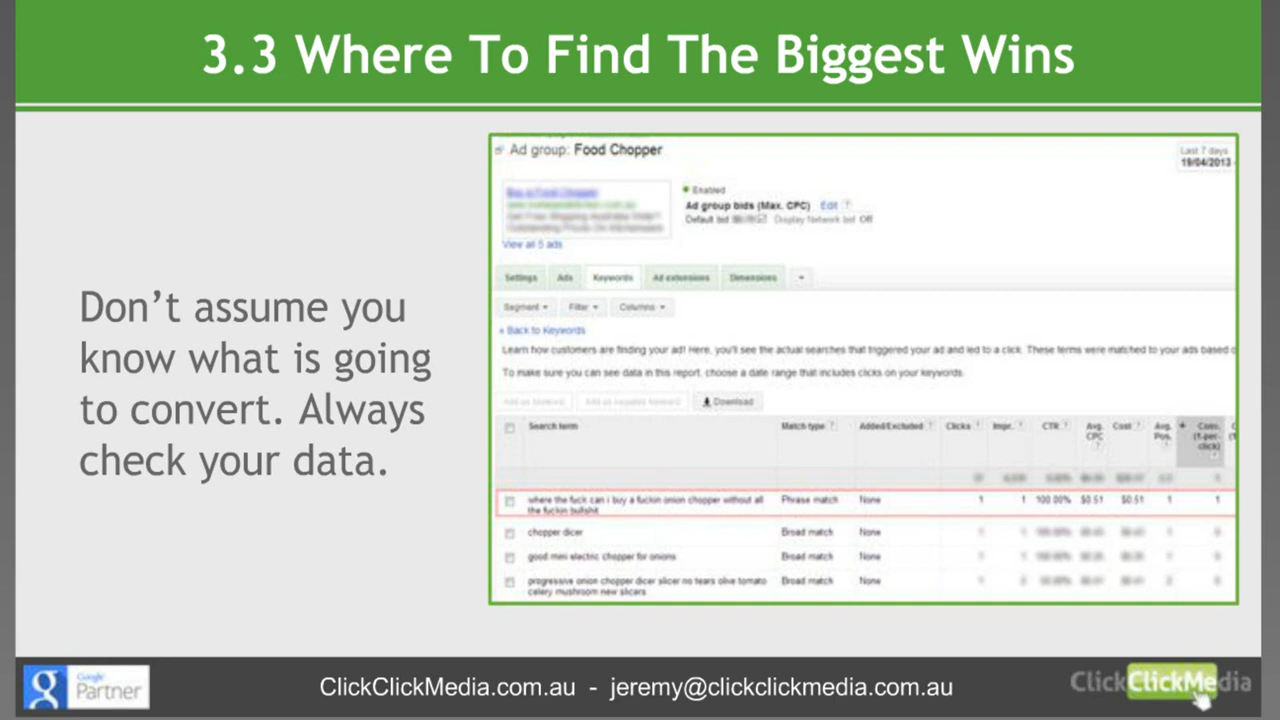 3.3 Where To Find The Biggest Wins
Don't assume you
know what is going
to convert. Always
check your data.
Ad group: Food Chopper
Last 7 days
19/04/2013
Enabled
Ad group bids (Max. CPC) Edit ?
Default bid Display Network bid Off
View all 5 ads
Settings Ads Keywords Ad extensions Dimensions
Segment Filter Columns
« Back to Keywords
Learn how customers are finding your ad! Here, you'll see the actual searches that triggered your ad and led to a click. These terms were matched to your ads based
To make sure you can see data in this report, choose a date range that includes clicks on your keywords.
Add as keyword Add as negative keyword Download
Search term Match type ? Added/Excluded ? Clicks ? Impr. ? CTR ? Avg. CPC ? Cost ? Avg. Pos. ? Conv. (1-per-click) ?
where the fuck can i buy a fuckin onion chopper without all Phrase match None 1 1 100.00% $0.51 $0.51 1 1
the fuckin bullshit
chopper dicer Broad match None
good mini electric chopper for onions Broad match None
progressive onion chopper dicer slicer no tears olive tomato Broad match None
celery mushroom new slicers
Google Partner
ClickClickMedia.com.au - jeremy@clickclickmedia.com.au
ClickClickMedia